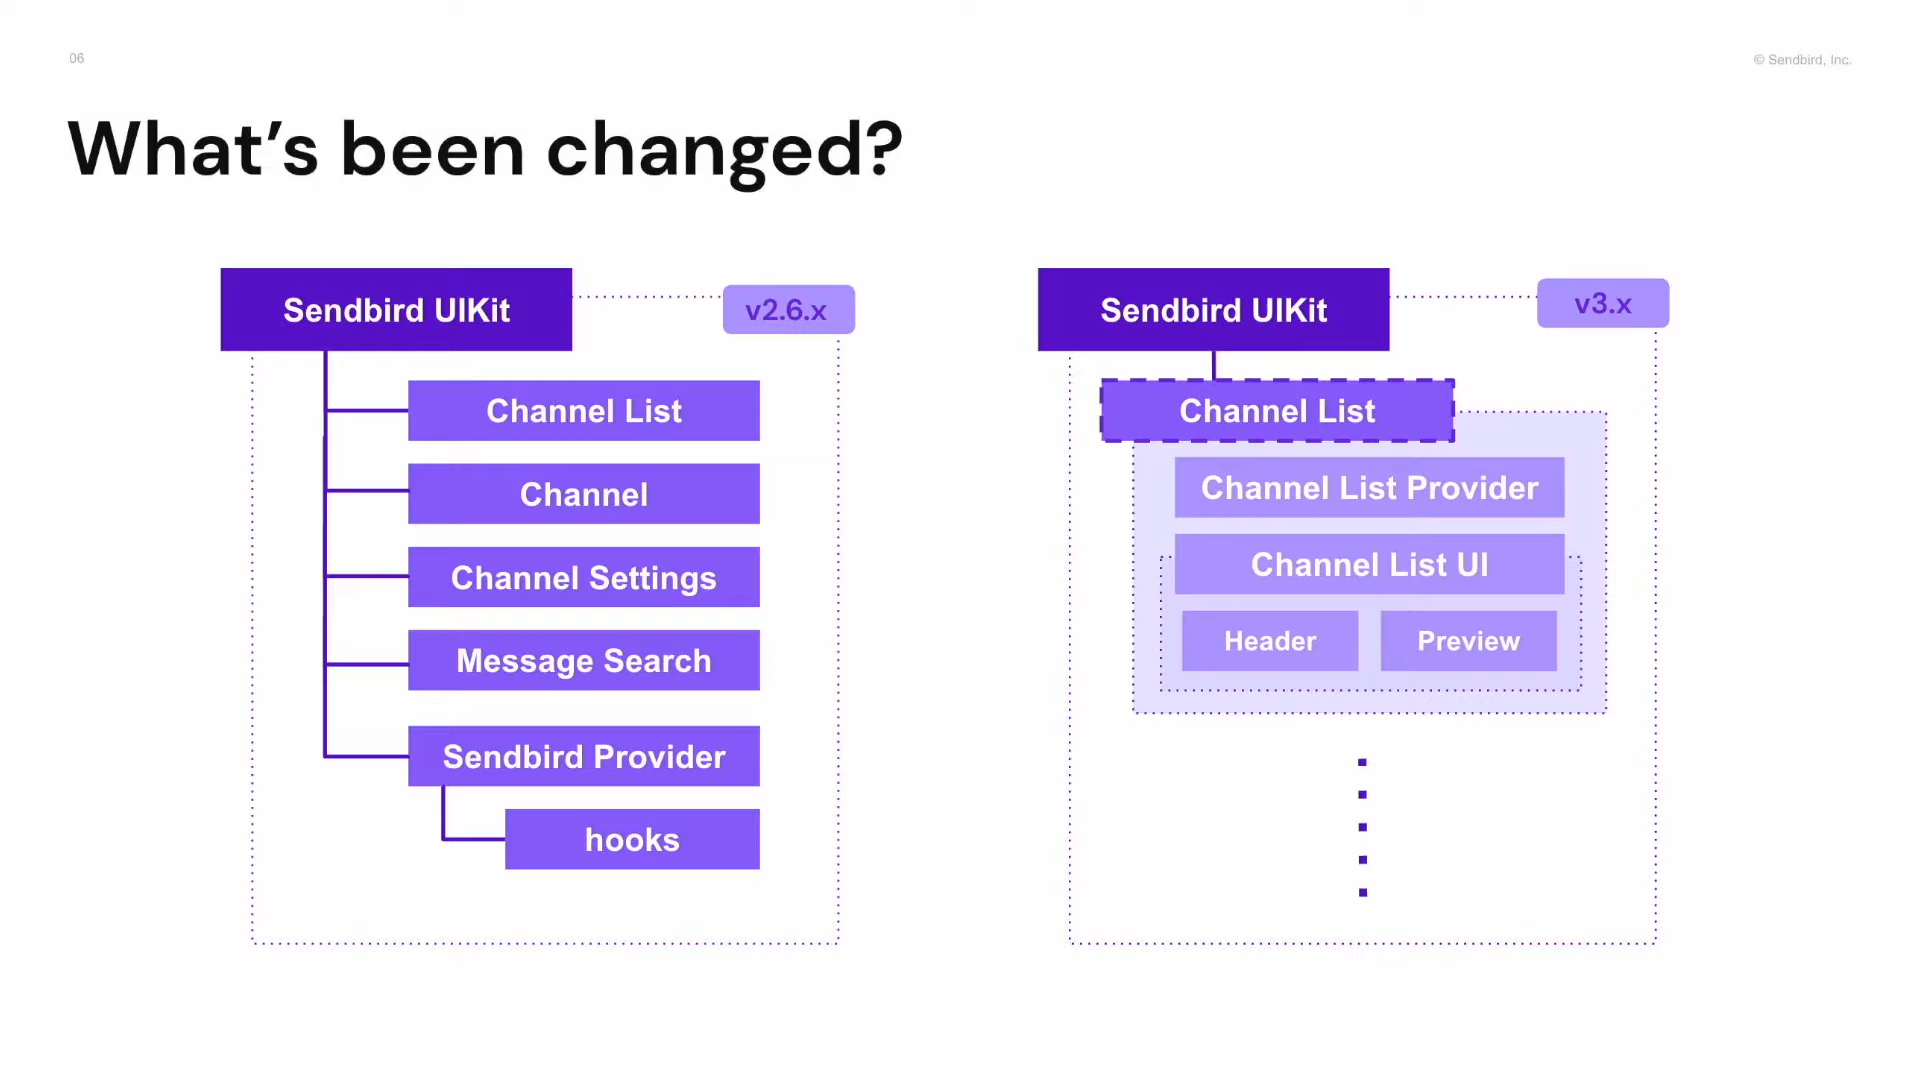 06
© Sendbird, Inc.
What’s been changed?
Sendbird UIKit
v2.6.x
Channel List
Channel
Channel Settings
Message Search
Sendbird Provider
hooks
Sendbird UIKit
v3.x
Channel List
Channel List Provider
Channel List UI
Header
Preview